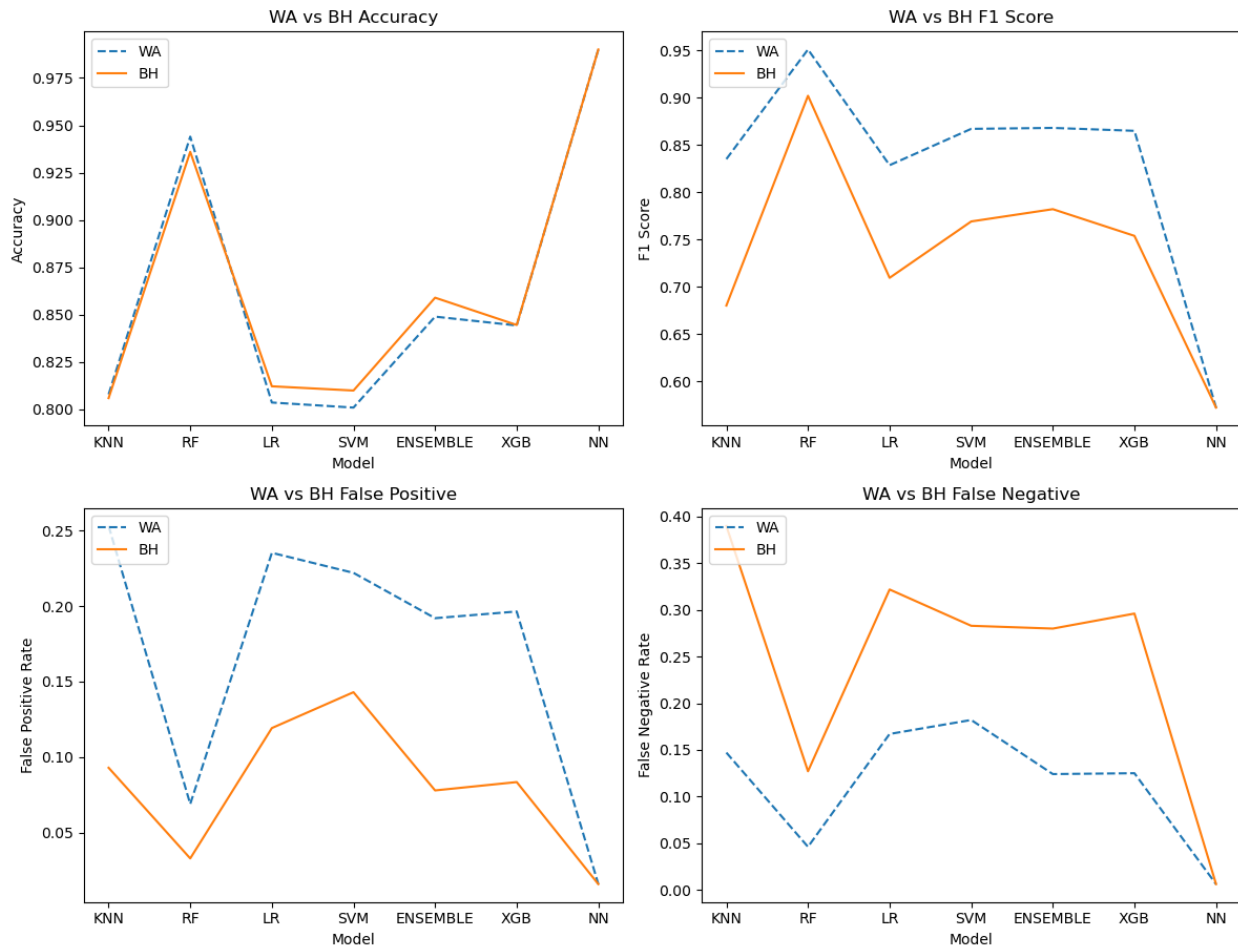 WA vs BH Accuracy
WA
BH
0.975
0.950
0.925
0.900
0.875
0.850
0.825
0.800
Accuracy
KNN RF LR SVM ENSEMBLE XGB NN
Model
WA vs BH F1 Score
WA
BH
0.95
0.90
0.85
0.80
0.75
0.70
0.65
0.60
F1 Score
KNN RF LR SVM ENSEMBLE XGB NN
Model
WA vs BH False Positive
WA
BH
0.25
0.20
0.15
0.10
0.05
False Positive Rate
KNN RF LR SVM ENSEMBLE XGB NN
Model
WA vs BH False Negative
WA
BH
0.40
0.35
0.30
0.25
0.20
0.15
0.10
0.05
0.00
False Negative Rate
KNN RF LR SVM ENSEMBLE XGB NN
Model